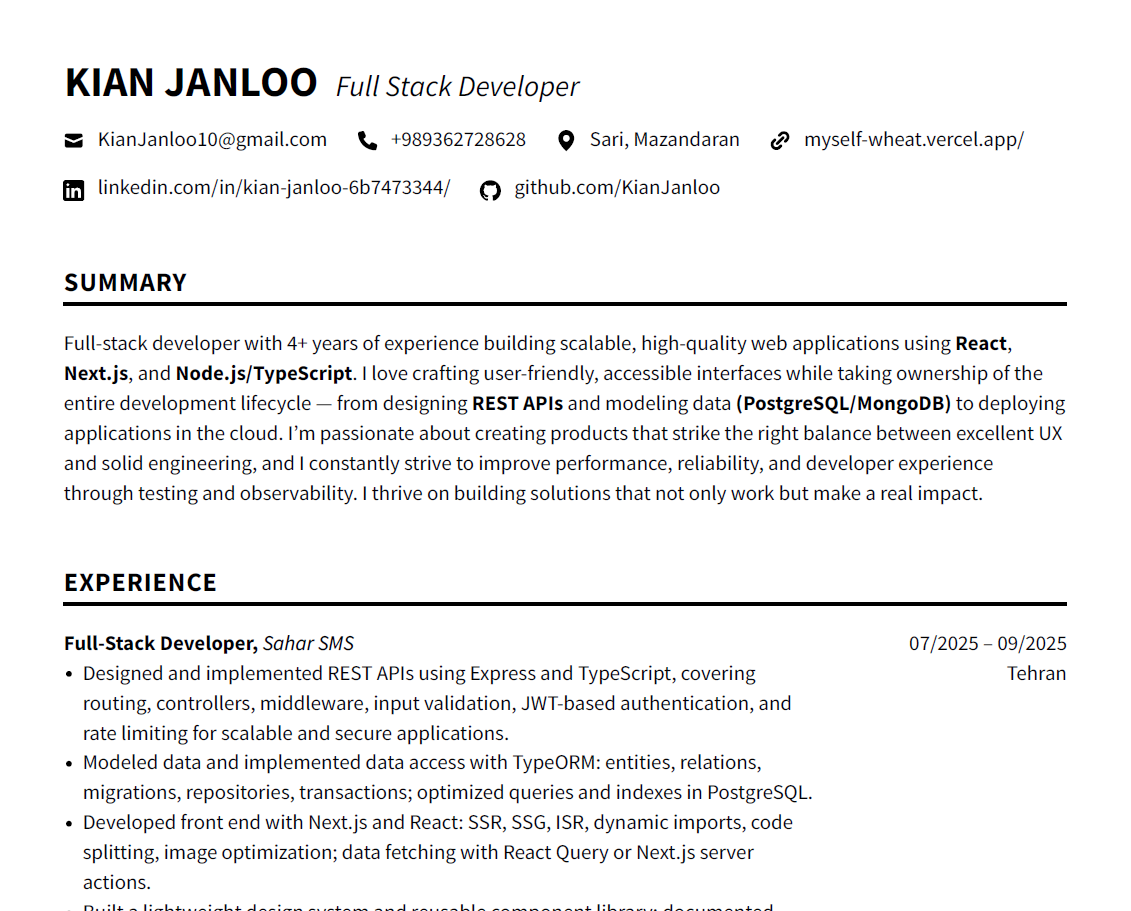 KIAN JANLOO Full Stack Developer
KianJanloo10@gmail.com +989362728628 Sari, Mazandaran myself-wheat.vercel.app/
linkedin.com/in/kian-janloo-6b7473344/ github.com/KianJanloo
SUMMARY
Full-stack developer with 4+ years of experience building scalable, high-quality web applications using React,
Next.js, and Node.js/TypeScript. I love crafting user-friendly, accessible interfaces while taking ownership of the
entire development lifecycle — from designing REST APIs and modeling data (PostgreSQL/MongoDB) to deploying
applications in the cloud. I’m passionate about creating products that strike the right balance between excellent UX
and solid engineering, and I constantly strive to improve performance, reliability, and developer experience
through testing and observability. I thrive on building solutions that not only work but make a real impact.
EXPERIENCE
Full-Stack Developer, Sahar SMS 07/2025 – 09/2025
• Designed and implemented REST APIs using Express and TypeScript, covering Tehran
routing, controllers, middleware, input validation, JWT-based authentication, and
rate limiting for scalable and secure applications.
• Modeled data and implemented data access with TypeORM: entities, relations,
migrations, repositories, transactions; optimized queries and indexes in PostgreSQL.
• Developed front end with Next.js and React: SSR, SSG, ISR, dynamic imports, code
splitting, image optimization; data fetching with React Query or Next.js server
actions.
• Built a lightweight design system and reusable component library; documented